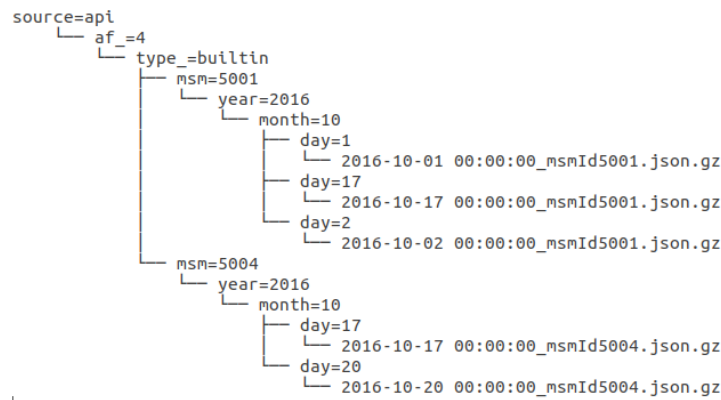 source=api
└── af_=4
└── type_=builtin
├── msm=5001
│ └── year=2016
│ └── month=10
│ ├── day=1
│ │ └── 2016-10-01 00:00:00_msmId5001.json.gz
│ ├── day=17
│ │ └── 2016-10-17 00:00:00_msmId5001.json.gz
│ └── day=2
│ └── 2016-10-02 00:00:00_msmId5001.json.gz
└── msm=5004
└── year=2016
└── month=10
├── day=17
│ └── 2016-10-17 00:00:00_msmId5004.json.gz
└── day=20
└── 2016-10-20 00:00:00_msmId5004.json.gz